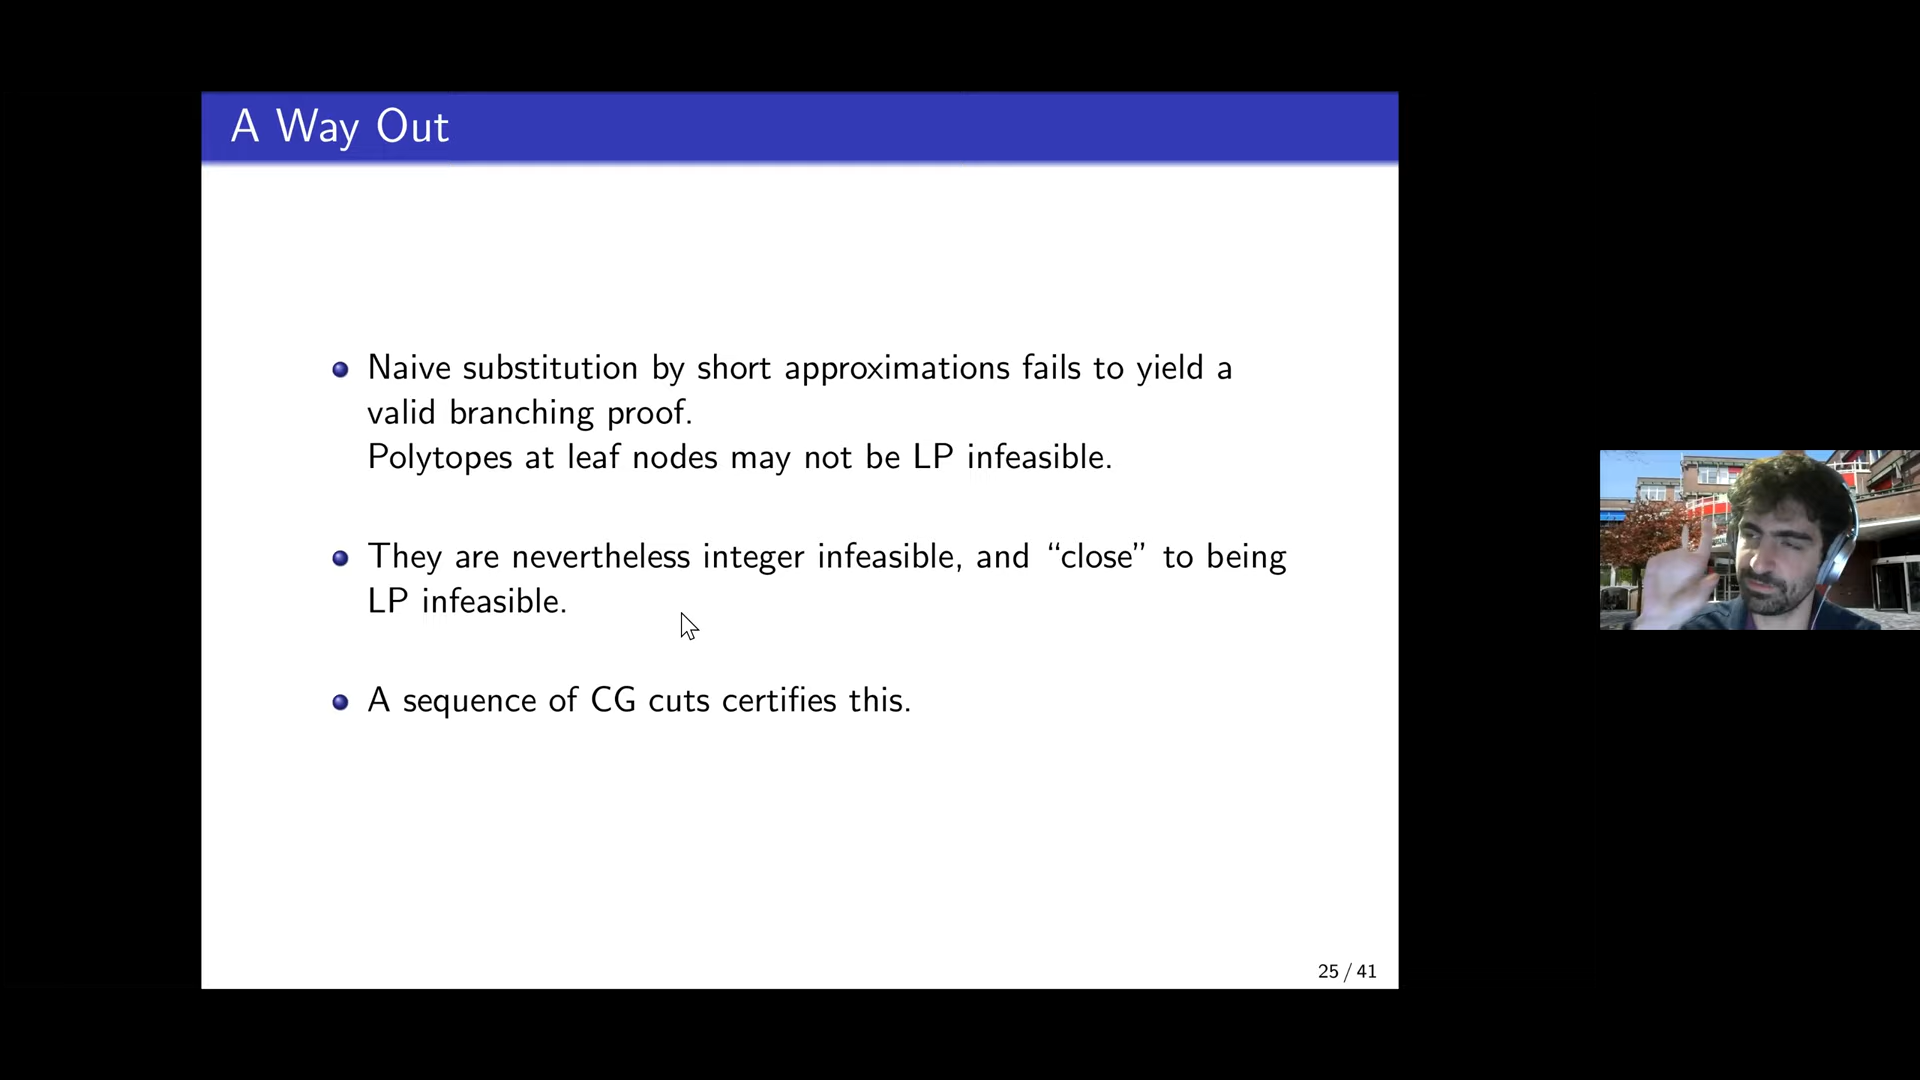 A Way Out
Naive substitution by short approximations fails to yield a
valid branching proof.
Polytopes at leaf nodes may not be LP infeasible.
They are nevertheless integer infeasible, and “close” to being
LP infeasible.
A sequence of CG cuts certifies this.
25 / 41